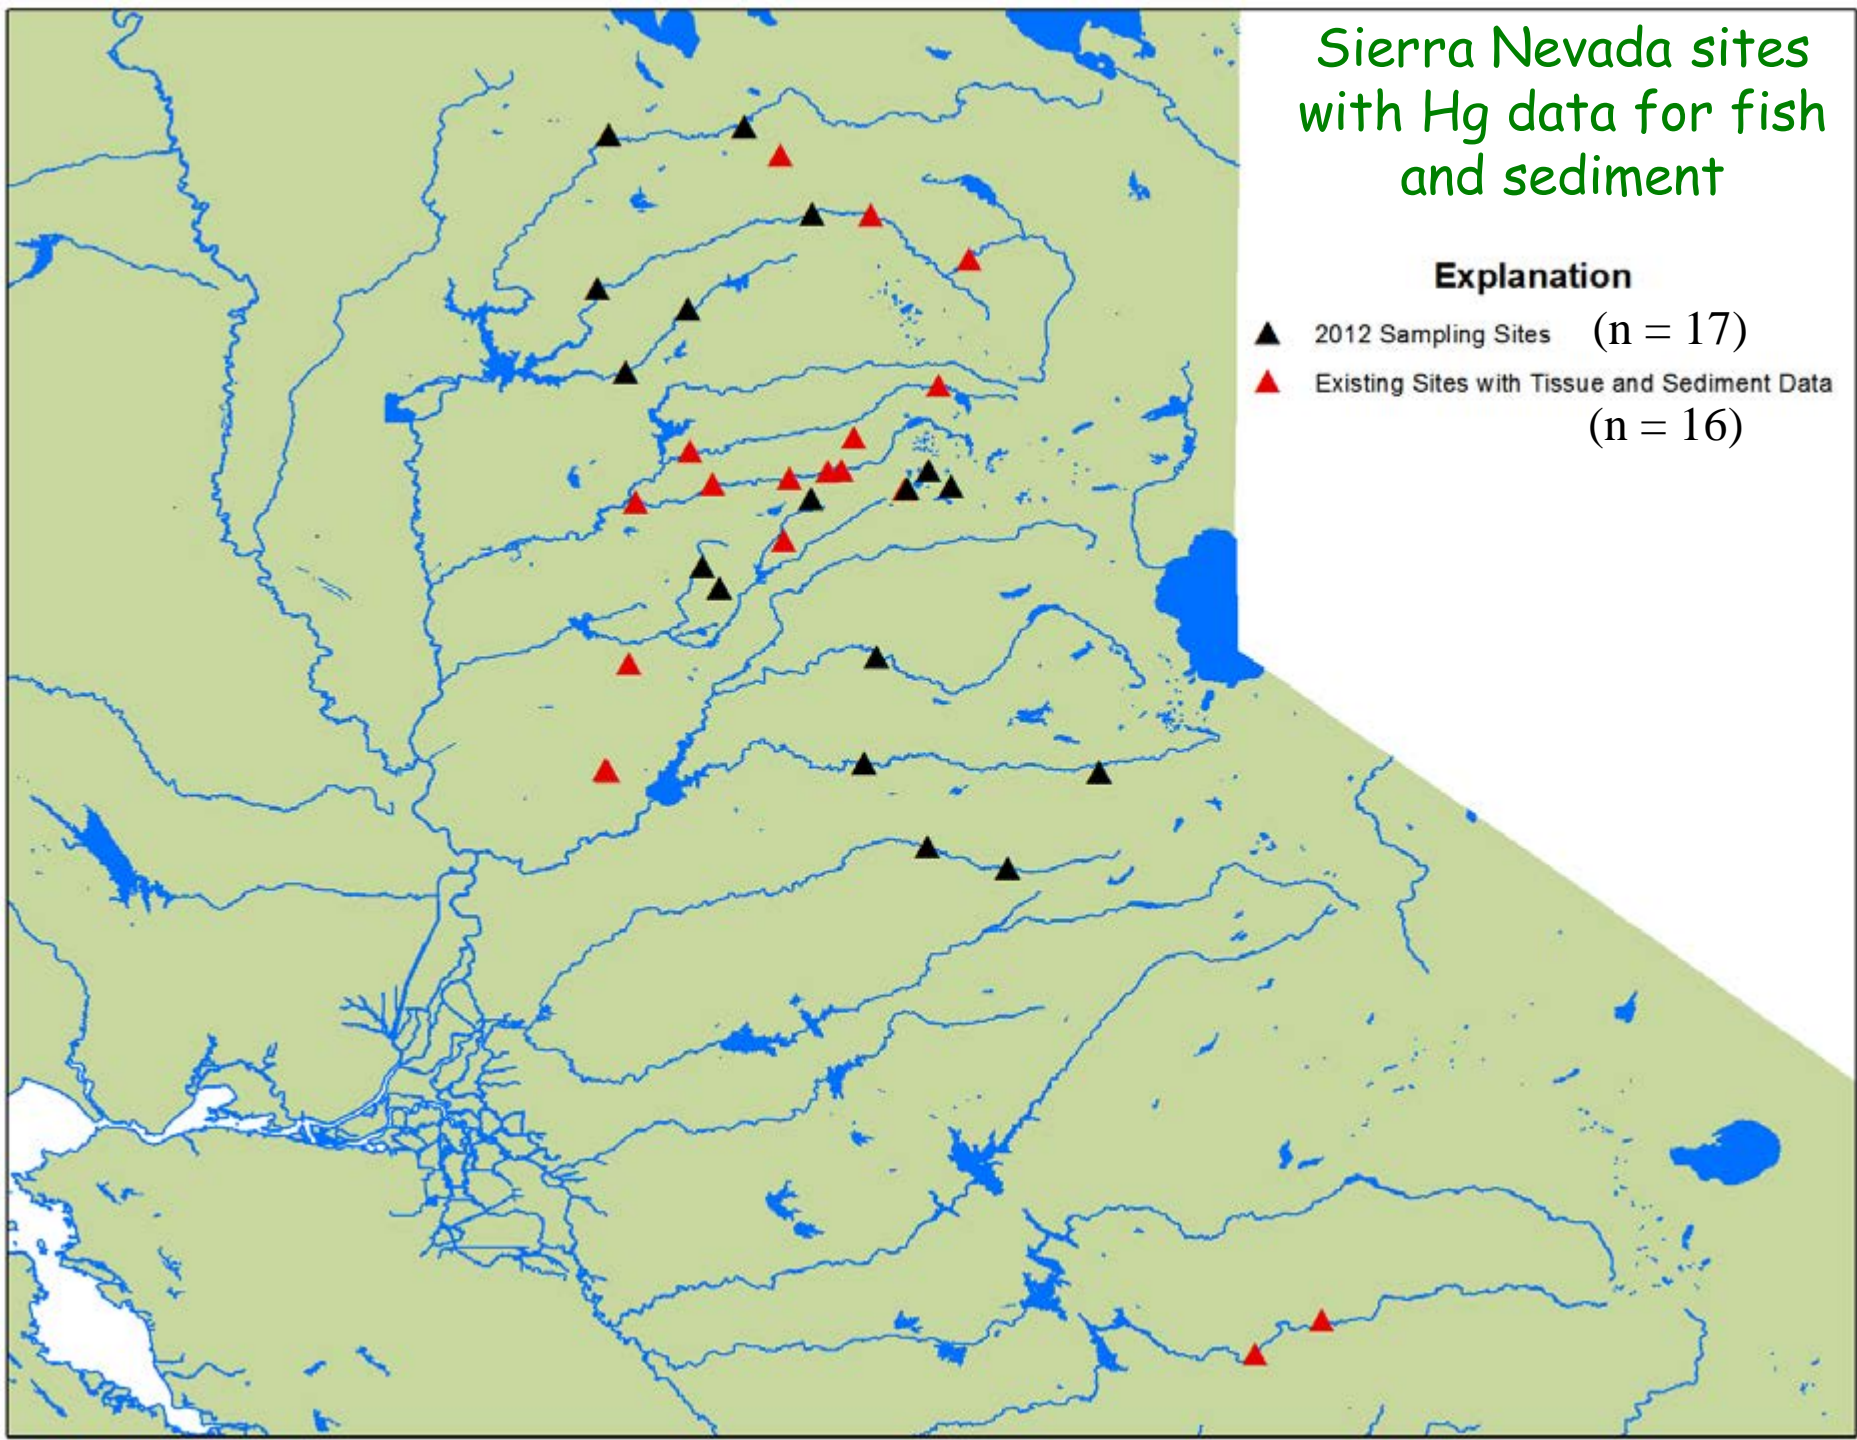 Sierra Nevada sites
with Hg data for fish
and sediment
Explanation
2012 Sampling Sites (n = 17)
Existing Sites with Tissue and Sediment Data
(n = 16)